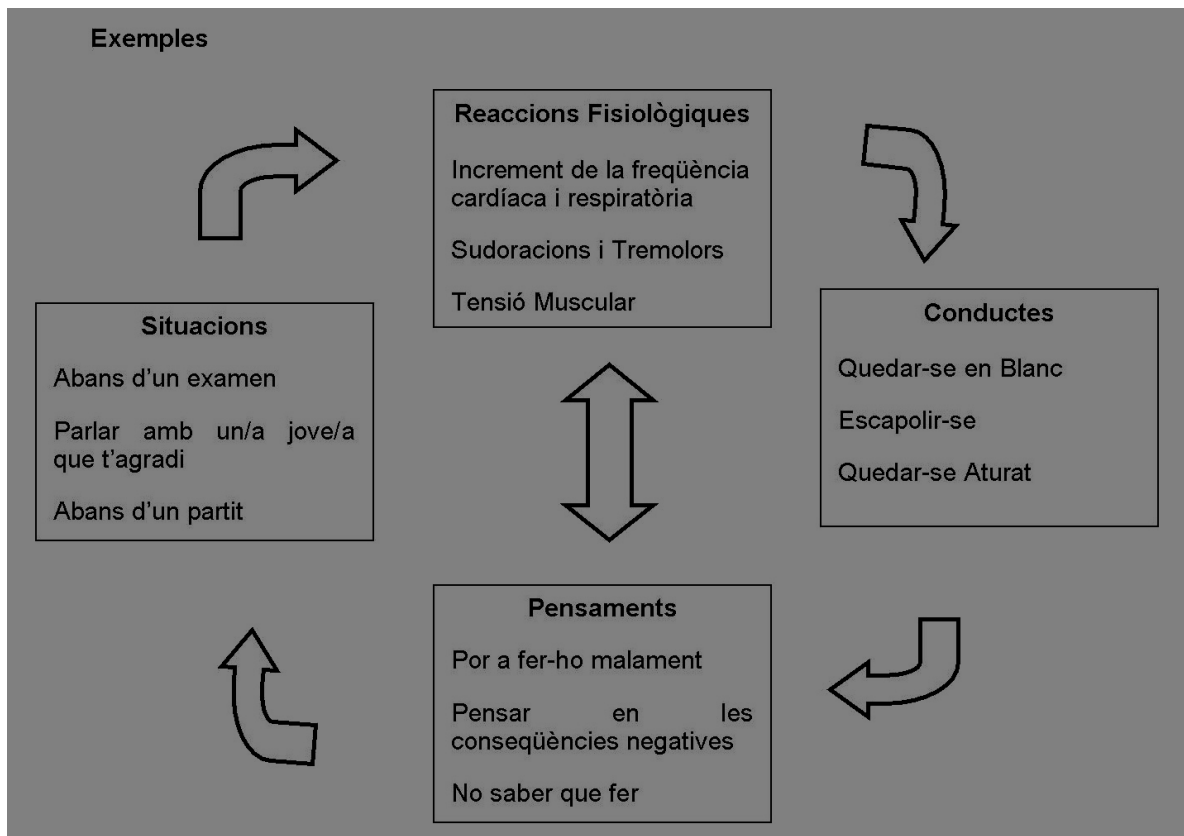 Exemples
Reaccions Fisiològiques
Increment de la freqüència
cardíaca i respiratòria
Sudoracions i Tremolors
Tensió Muscular
Situacions
Abans d'un examen
Parlar amb un/a jove/a
que t'agradi
Abans d'un partit
Conductes
Quedar-se en Blanc
Escapolir-se
Quedar-se Aturat
Pensaments
Por a fer-ho malament
Pensar en les
conseqüències negatives
No saber que fer